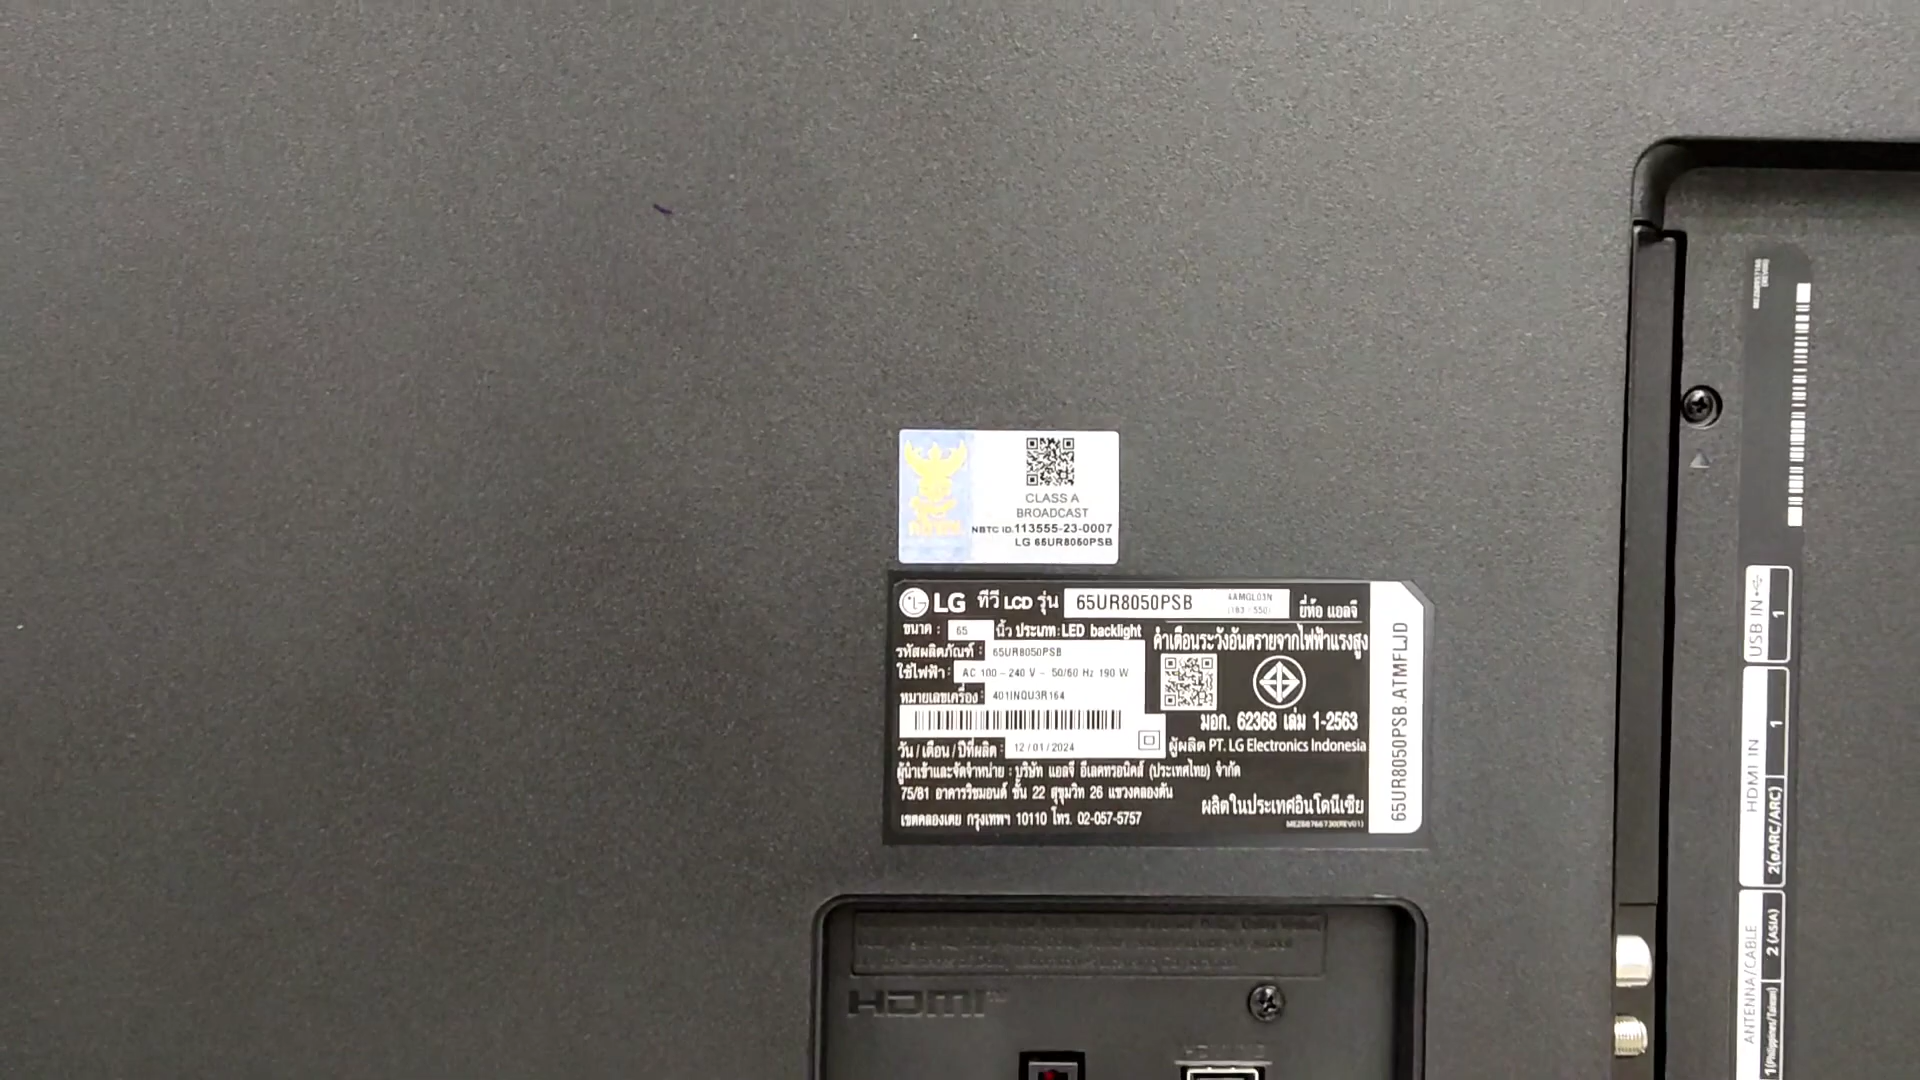 CLASS A
BROADCAST
NBTC ID.113555-23-0007
LG 65UR8050PSB
LG ทีวี LCD รุ่น 65UR8050PSB ยี่ห้อ แอลจี
ขนาด : 65 นิ้ว ประเภท:LED backlight
คำเตือนระวังอันตรายจากไฟฟ้าแรงสูง
รหัสผลิตภัณฑ์ : 65UR8050PSB
ใช้ไฟฟ้า : AC 100 – 240 V ~ 50/60 Hz 190 W
หมายเลขเครื่อง : 401INQU3R164
มอก. 62368 เล่ม 1-2563
วัน / เดือน / ปีที่ผลิต : 12/01/2024
ผู้ผลิต PT. LG Electronics Indonesia
ผู้นำเข้าและจัดจำหน่าย : บริษัท แอลจี อีเลคทรอนิคส์ (ประเทศไทย) จำกัด
75/81 อาคารริชมอนด์ ชั้น 22 สุขุมวิท 26 แขวงคลองตัน
เขตคลองเตย กรุงเทพฯ 10110 โทร. 02-057-5757
ผลิตในประเทศอินโดนีเซีย
65UR8050PSB.ATMFLJD
HDMI
USB IN
1
HDMI IN
1
2(eARC/ARC)
ANTENNA/CABLE
2 (ASIA)
1(Philippines/Taiwan)